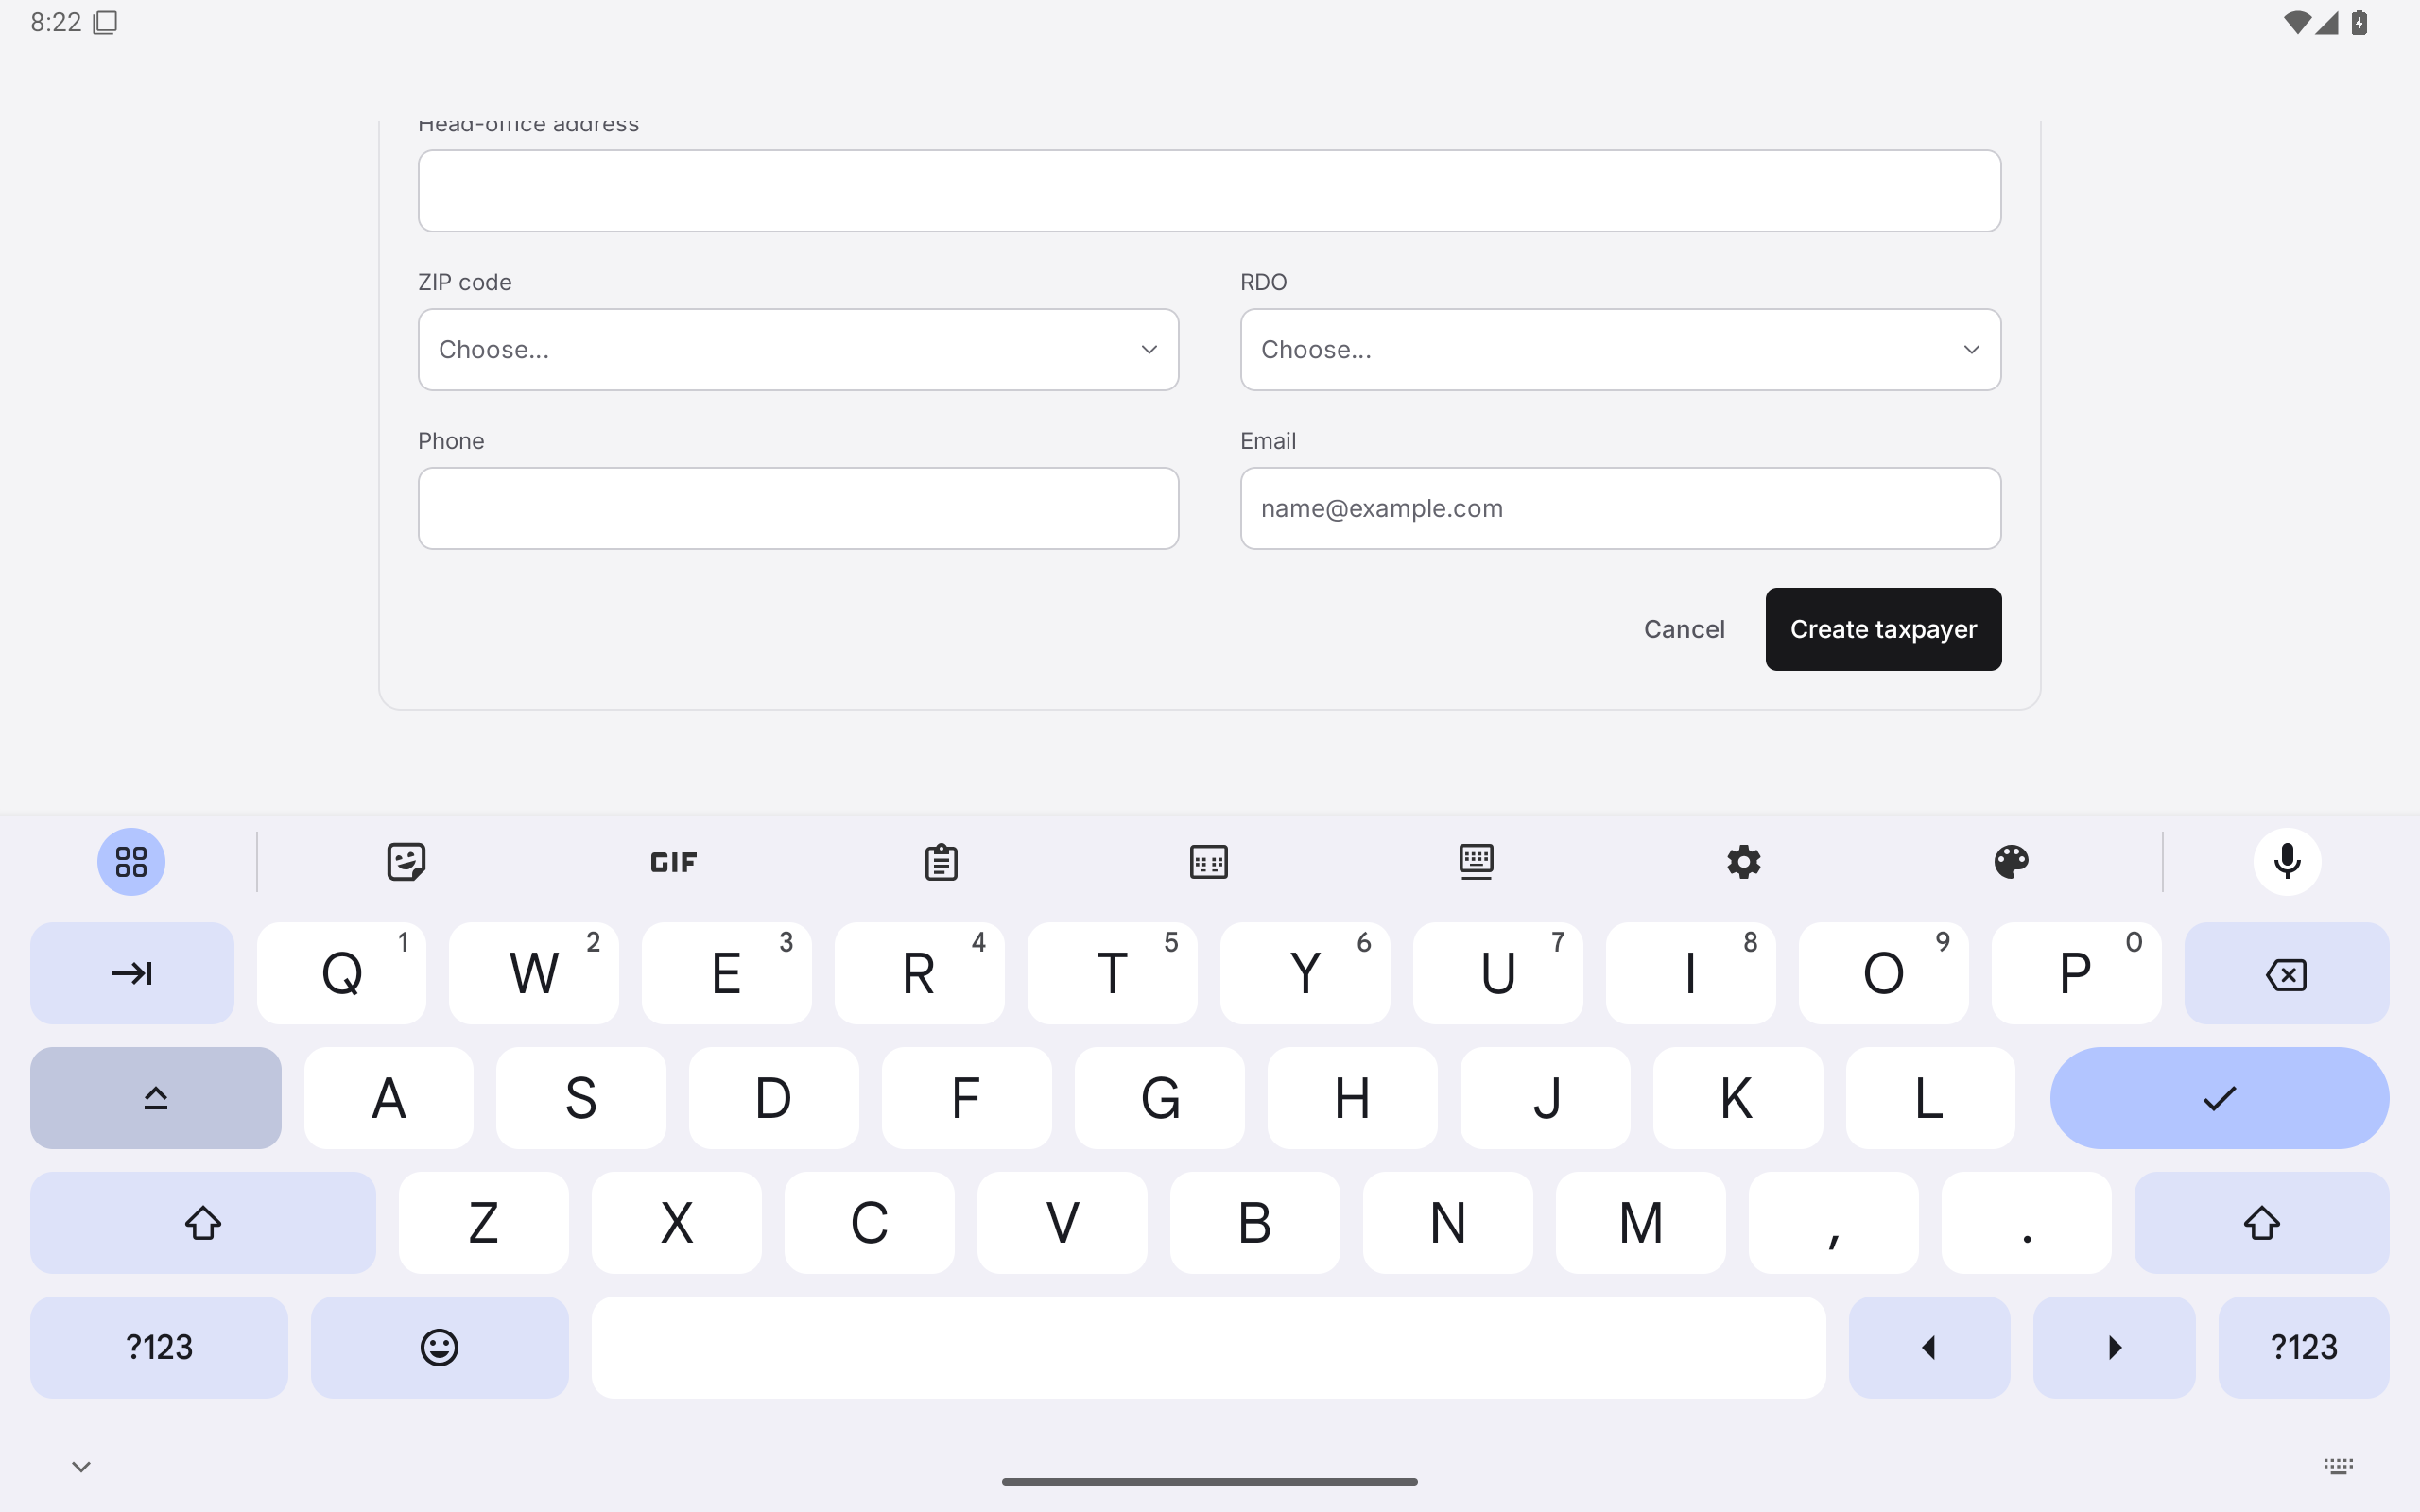 8:22
Head-office address
ZIP code
RDO
Choose...
Choose...
Phone
Email
name@example.com
Cancel
Create taxpayer
GIF
Q 1 W 2 E 3 R 4 T 5 Y 6 U 7 I 8 O 9 P 0
A S D F G H J K L
Z X C V B N M , .
?123
?123